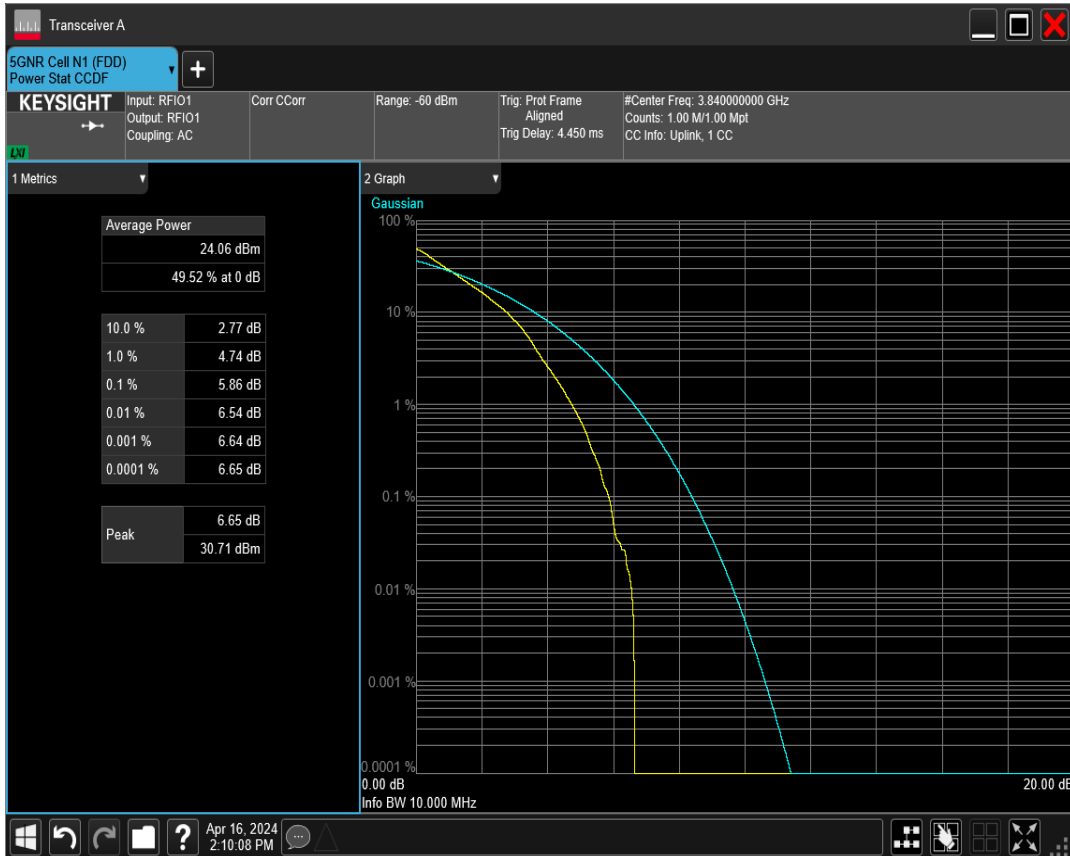 Transceiver A
5GNR Cell N1 (FDD)
Power Stat CCDF
+
KEYSIGHT
LXI
Input: RFIO1
Output: RFIO1
Coupling: AC
Corr CCorr
Range: -60 dBm
Trig: Prot Frame
Aligned
Trig Delay: 4.450 ms
#Center Freq: 3.840000000 GHz
Counts: 1.00 M/1.00 Mpt
CC Info: Uplink, 1 CC
1 Metrics
Average Power
24.06 dBm
49.52 % at 0 dB
10.0 % 2.77 dB
1.0 % 4.74 dB
0.1 % 5.86 dB
0.01 % 6.54 dB
0.001 % 6.64 dB
0.0001 % 6.65 dB
Peak
6.65 dB
30.71 dBm
2 Graph
Gaussian
100 %
10 %
1 %
0.1 %
0.01 %
0.001 %
0.0001 %
0.00 dB 20.00 dB
Info BW 10.000 MHz
?
Apr 16, 2024
2:10:08 PM